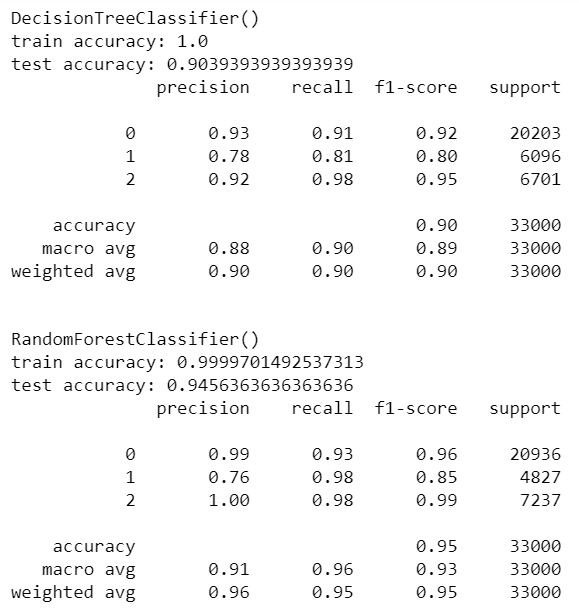 DecisionTreeClassifier()
train accuracy: 1.0
test accuracy: 0.9039393939393939
precision recall f1-score support
0 0.93 0.91 0.92 20203
1 0.78 0.81 0.80 6096
2 0.92 0.98 0.95 6701
accuracy 0.90 33000
macro avg 0.88 0.90 0.89 33000
weighted avg 0.90 0.90 0.90 33000
RandomForestClassifier()
train accuracy: 0.9999701492537313
test accuracy: 0.9456363636363636
precision recall f1-score support
0 0.99 0.93 0.96 20936
1 0.76 0.98 0.85 4827
2 1.00 0.98 0.99 7237
accuracy 0.95 33000
macro avg 0.91 0.96 0.93 33000
weighted avg 0.96 0.95 0.95 33000